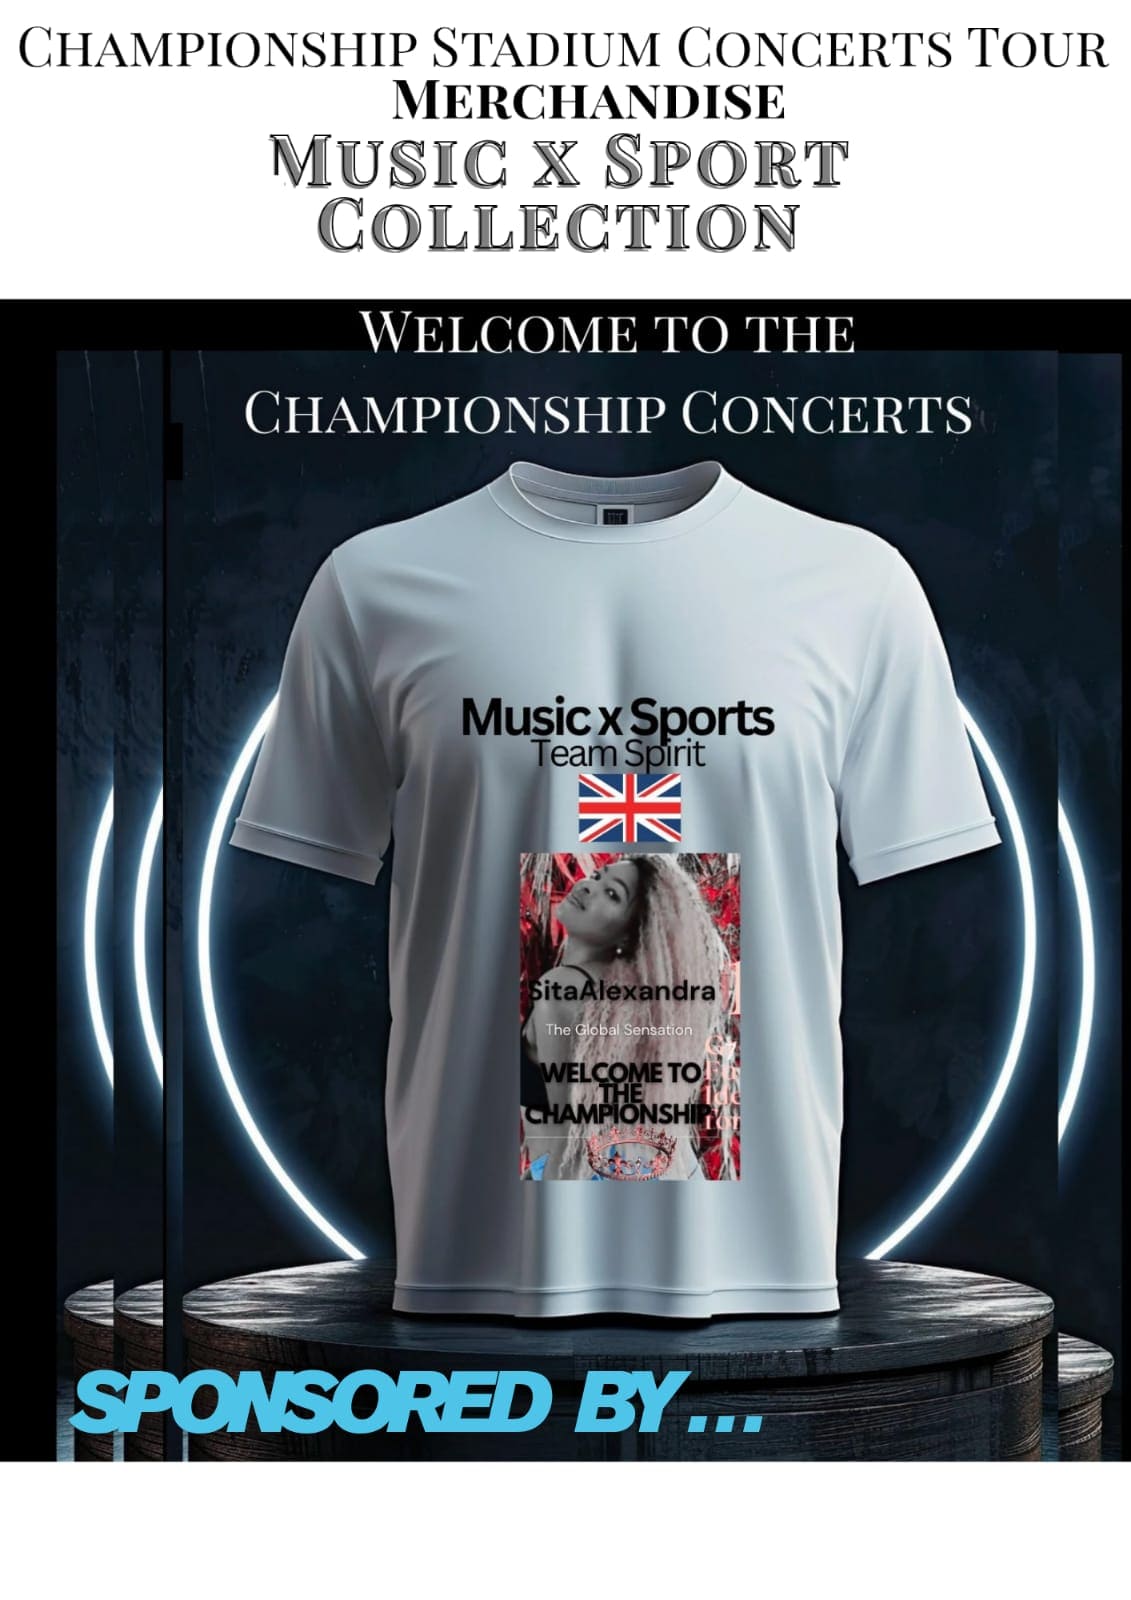 Championship Stadium Concerts Tour
Merchandise
Music x Sport
Collection
Welcome to the
Championship Concerts
Music x Sports
Team Spirit
SitaAlexandra
The Global Sensation
WELCOME TO
THE
CHAMPIONSHIP
SPONSORED BY...